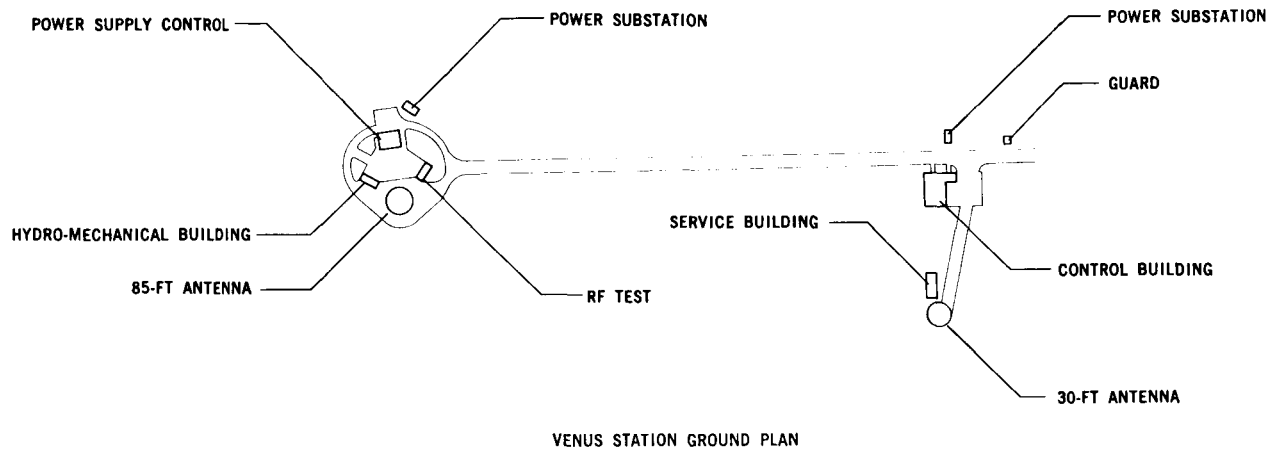 POWER SUPPLY CONTROL
POWER SUBSTATION
POWER SUBSTATION
GUARD
HYDRO-MECHANICAL BUILDING
SERVICE BUILDING
85-FT ANTENNA
RF TEST
CONTROL BUILDING
30-FT ANTENNA
VENUS STATION GROUND PLAN